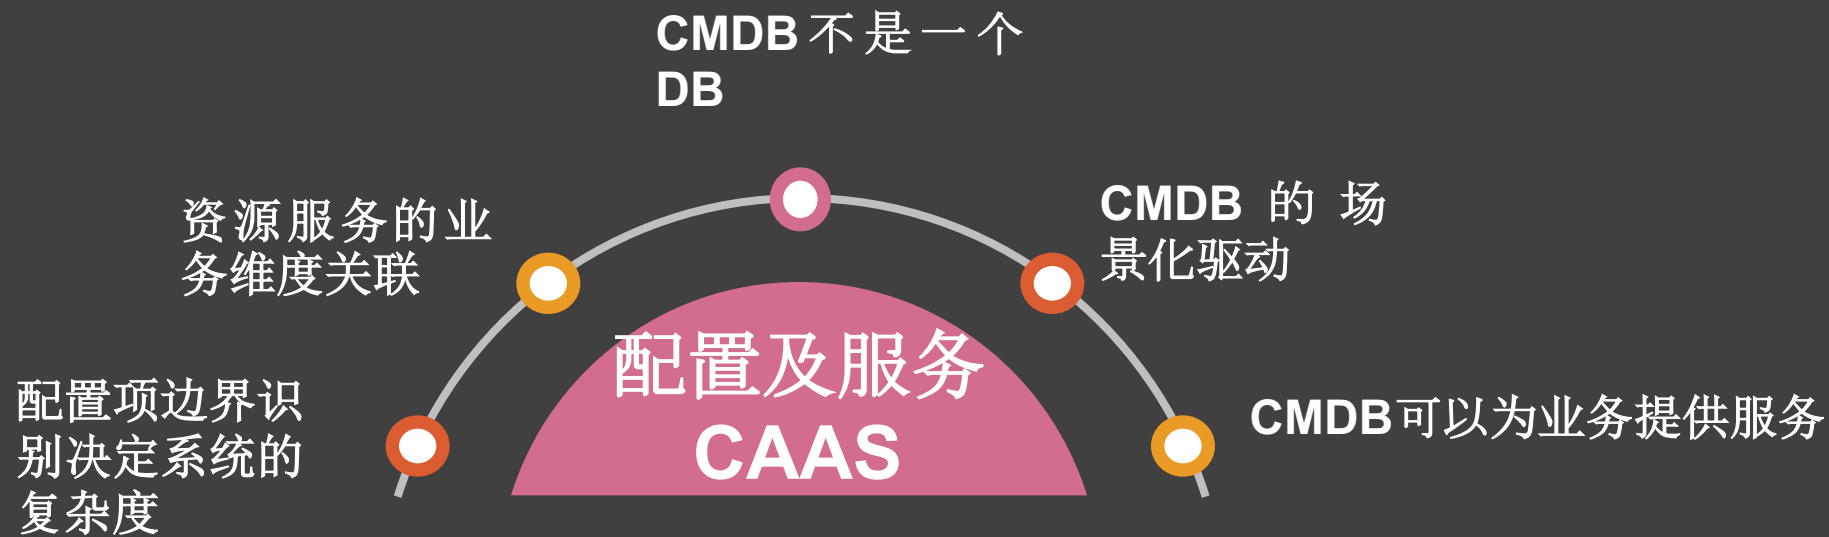 CMDB不是一个
DB
资源服务的业
务维度关联
CMDB 的 场
景化驱动
配置及服务
CAAS
配置项边界识
别决定系统的
复杂度
CMDB可以为业务提供服务